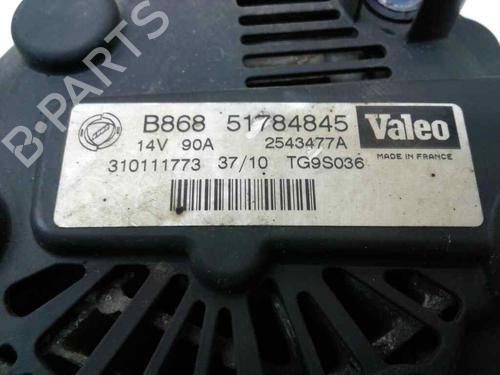 B-PARTS
B868 51784845
14V 90A 2543477A
310111773 37/10 TG9S036
Valeo
MADE IN FRANCE